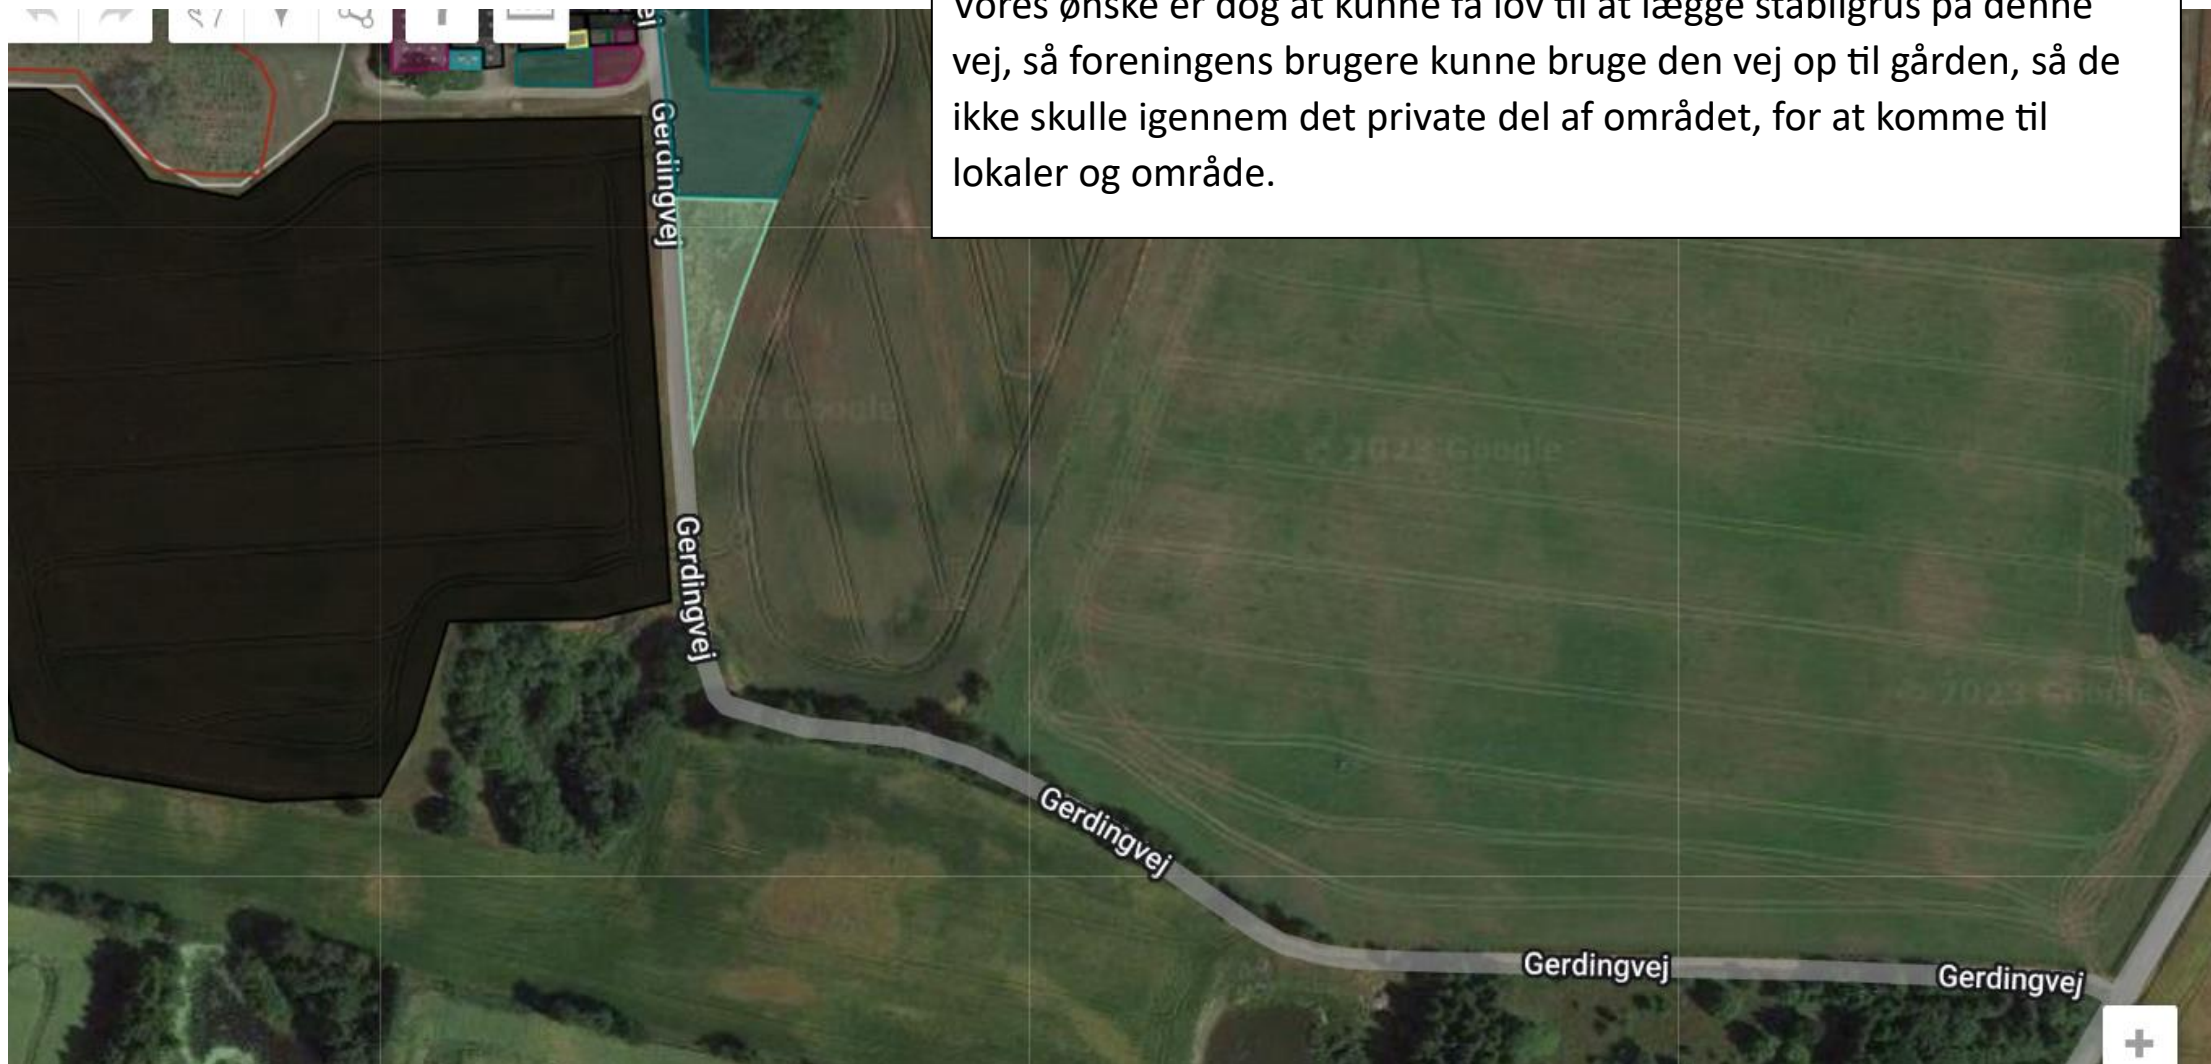 Vores ønske er dog at kunne få lov til at lægge stabilgrus på denne
vej, så foreningens brugere kunne bruge den vej op til gården, så de
ikke skulle igennem det private del af området, for at komme til
lokaler og område.
ej
Gerdingvej
Gerdingvej
Gerdingvej
Gerdingvej
Gerdingvej
Google
© 2023 Google
© 2023 Google